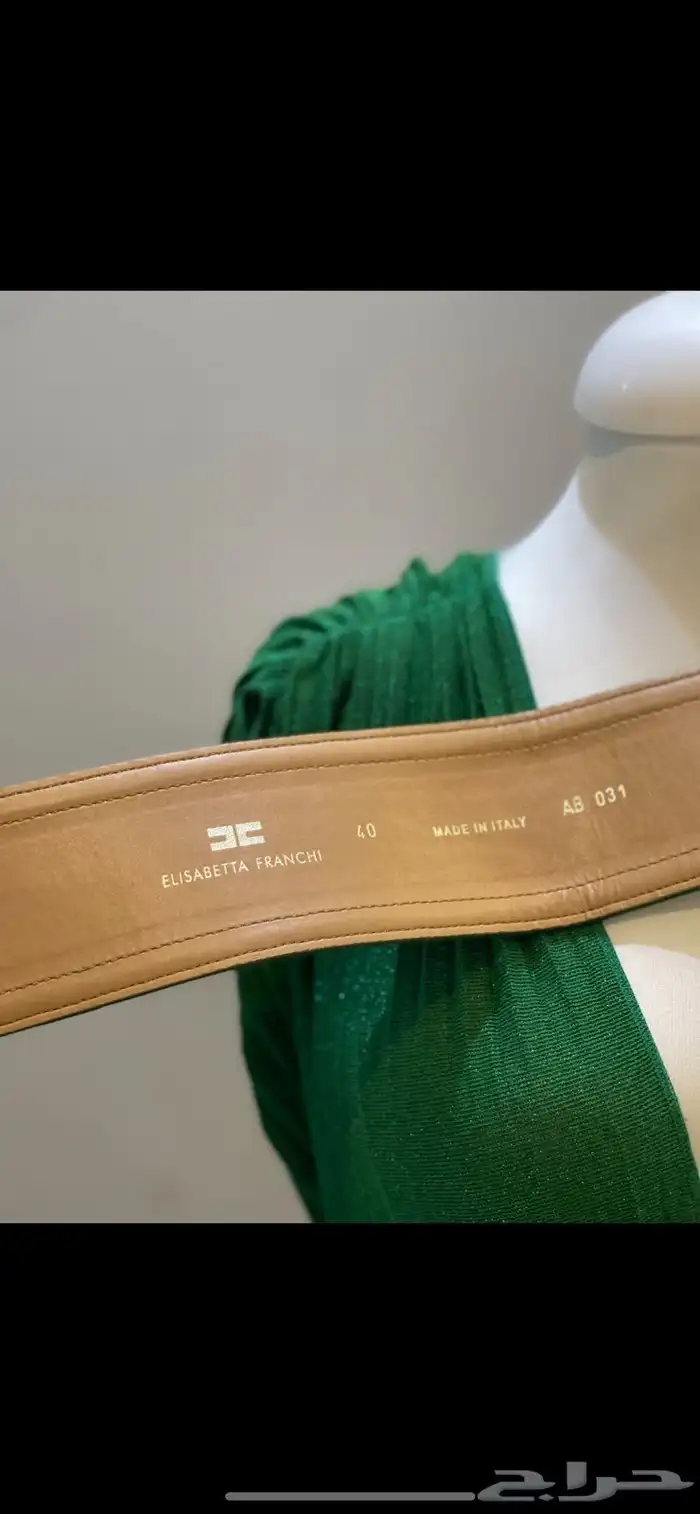 ELISABETTA FRANCHI
40
MADE IN ITALY
AB 031
حراج